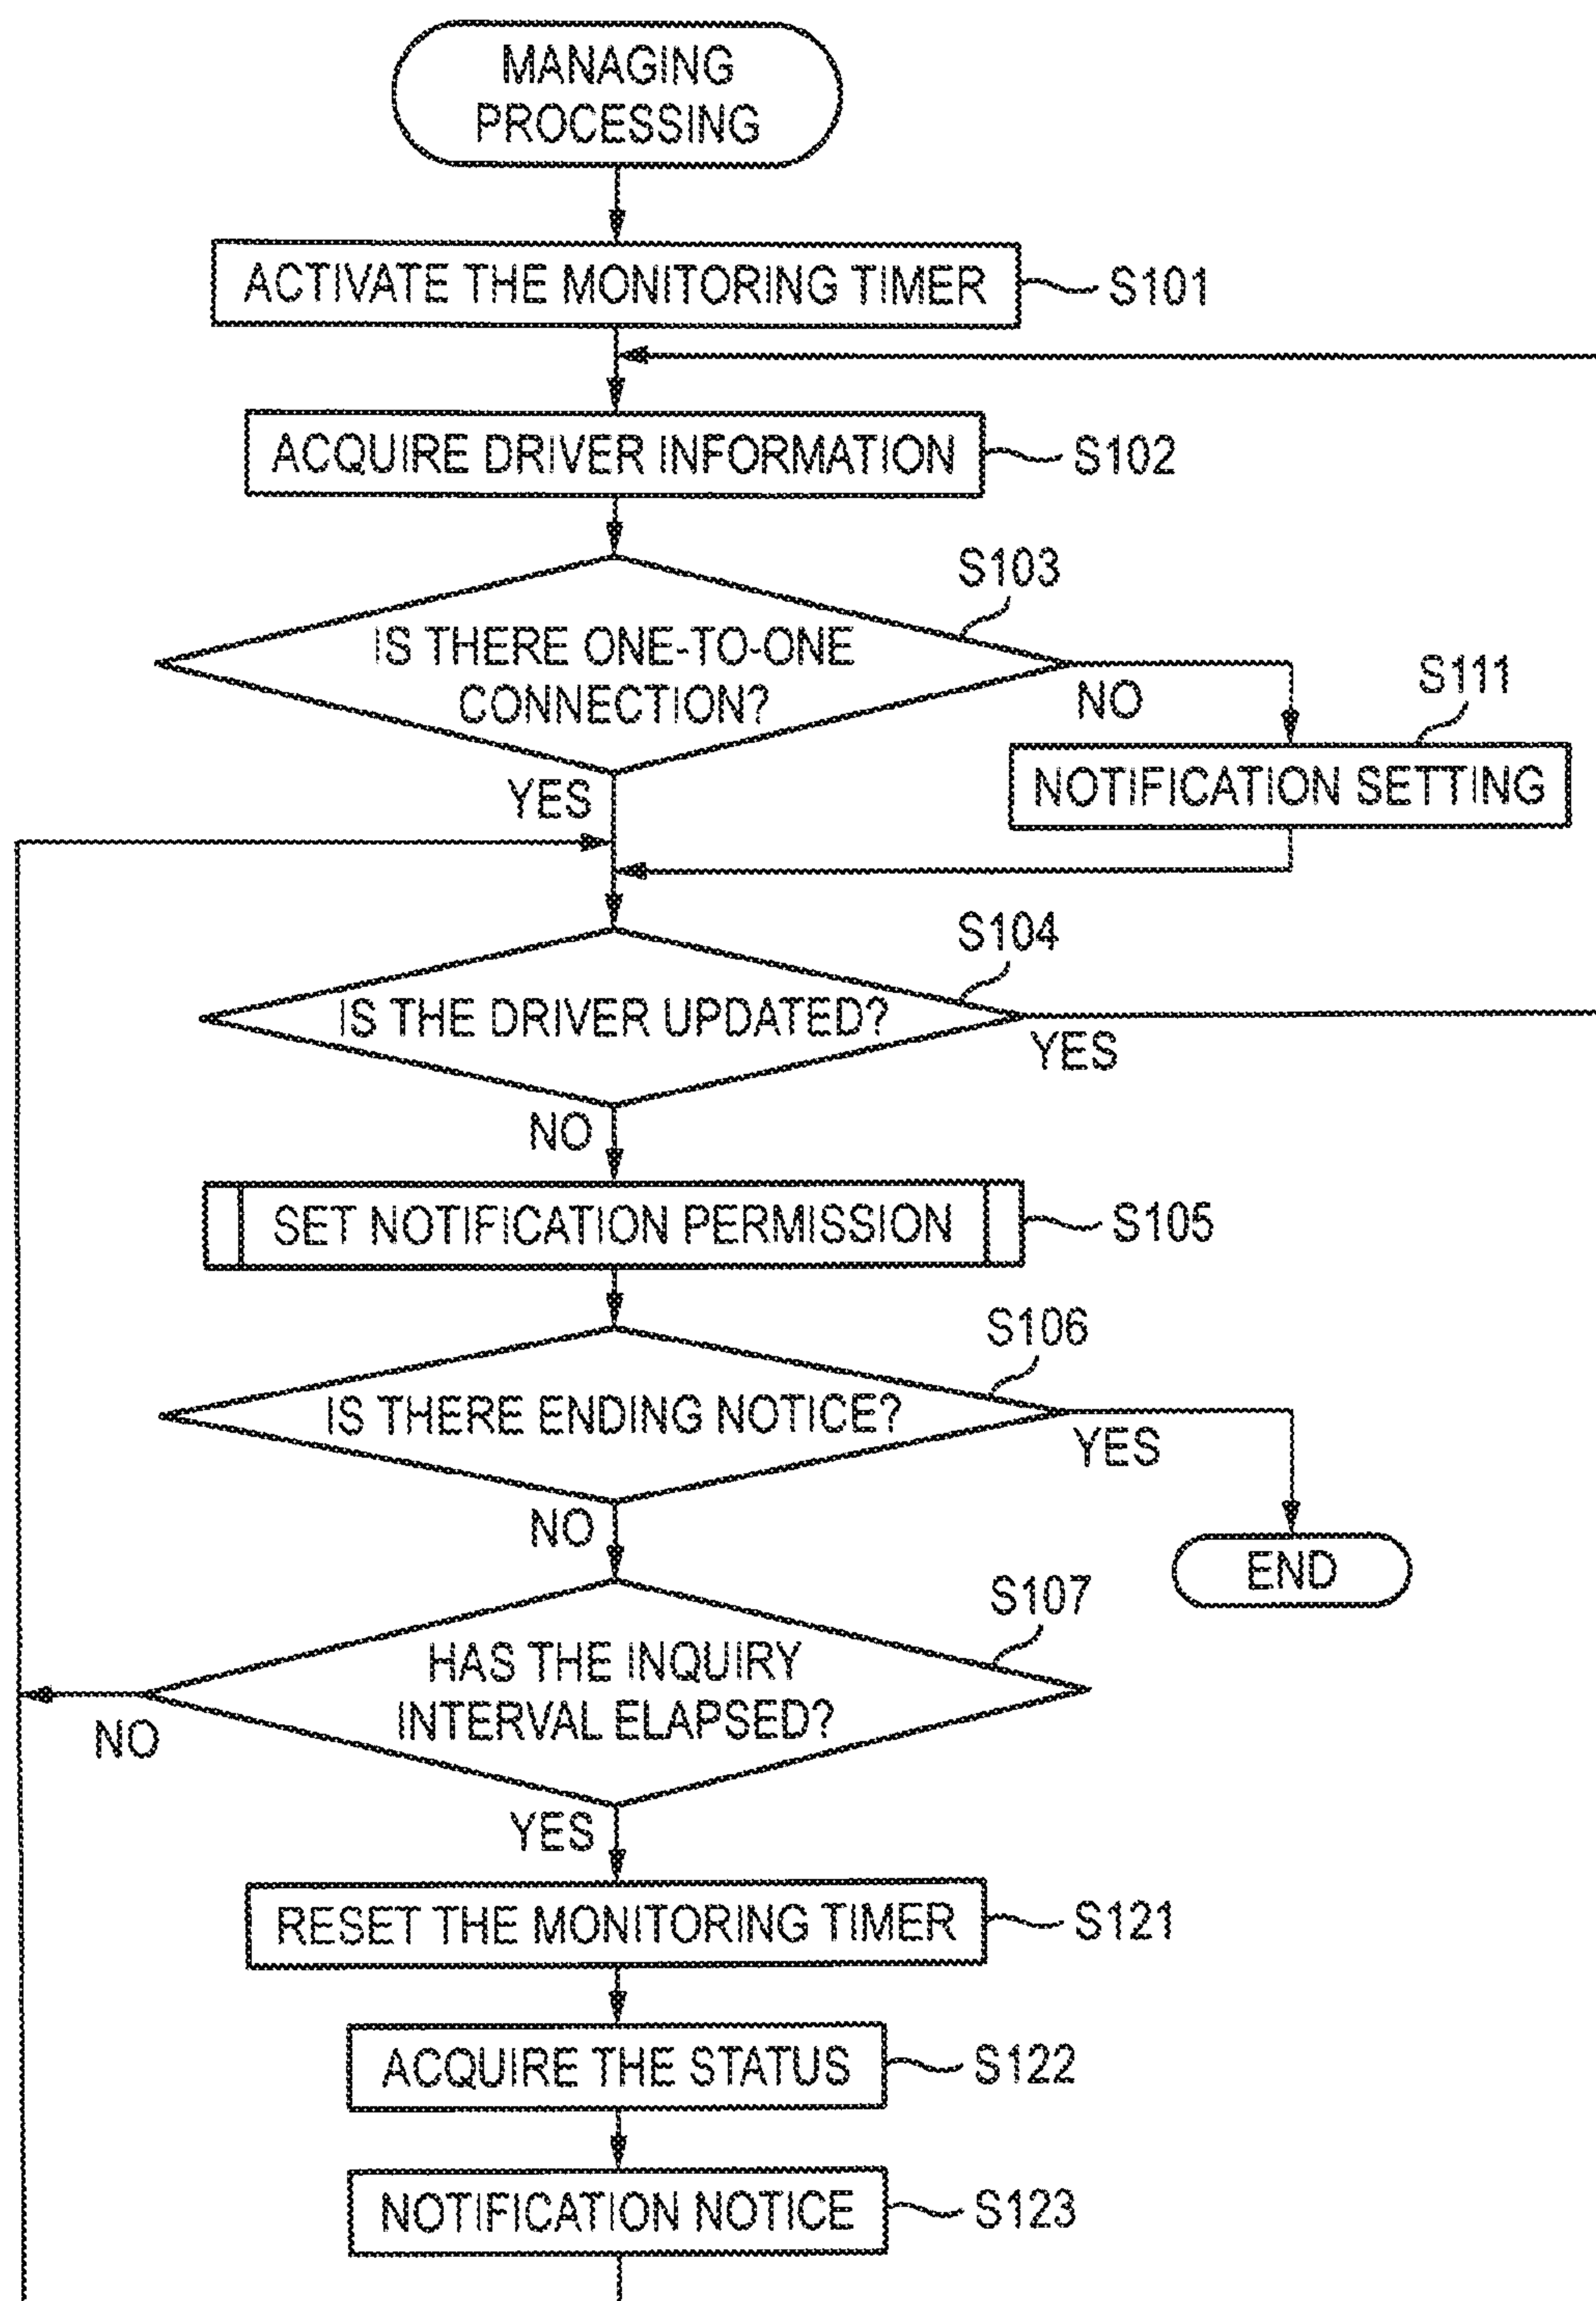 MANAGING
PROCESSING
ACTIVATE THE MONITORING TIMER
S101
ACQUIRE DRIVER INFORMATION
S102
S103
IS THERE ONE-TO-ONE
CONNECTION?
NO
S111
NOTIFICATION SETTING
YES
S104
IS THE DRIVER UPDATED?
YES
NO
SET NOTIFICATION PERMISSION
S105
S106
IS THERE ENDING NOTICE?
YES
NO
END
S107
HAS THE INQUIRY
INTERVAL ELAPSED?
NO
YES
RESET THE MONITORING TIMER
S121
ACQUIRE THE STATUS
S122
NOTIFICATION NOTICE
S123